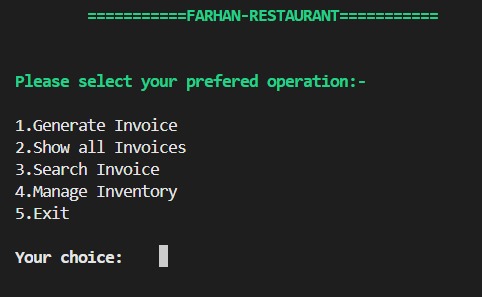 ===========FARHAN-RESTAURANT===========
Please select your prefered operation:-
1.Generate Invoice
2.Show all Invoices
3.Search Invoice
4.Manage Inventory
5.Exit
Your choice: